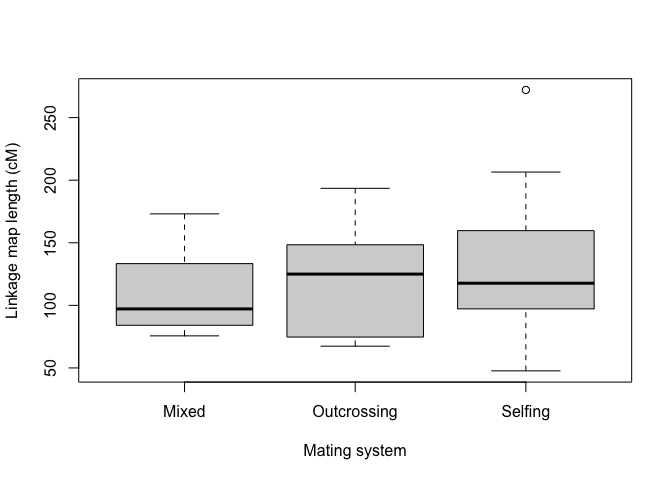 Linkage map length (cM)
250
200
150
100
50
Mixed Outcrossing Selfing
Mating system